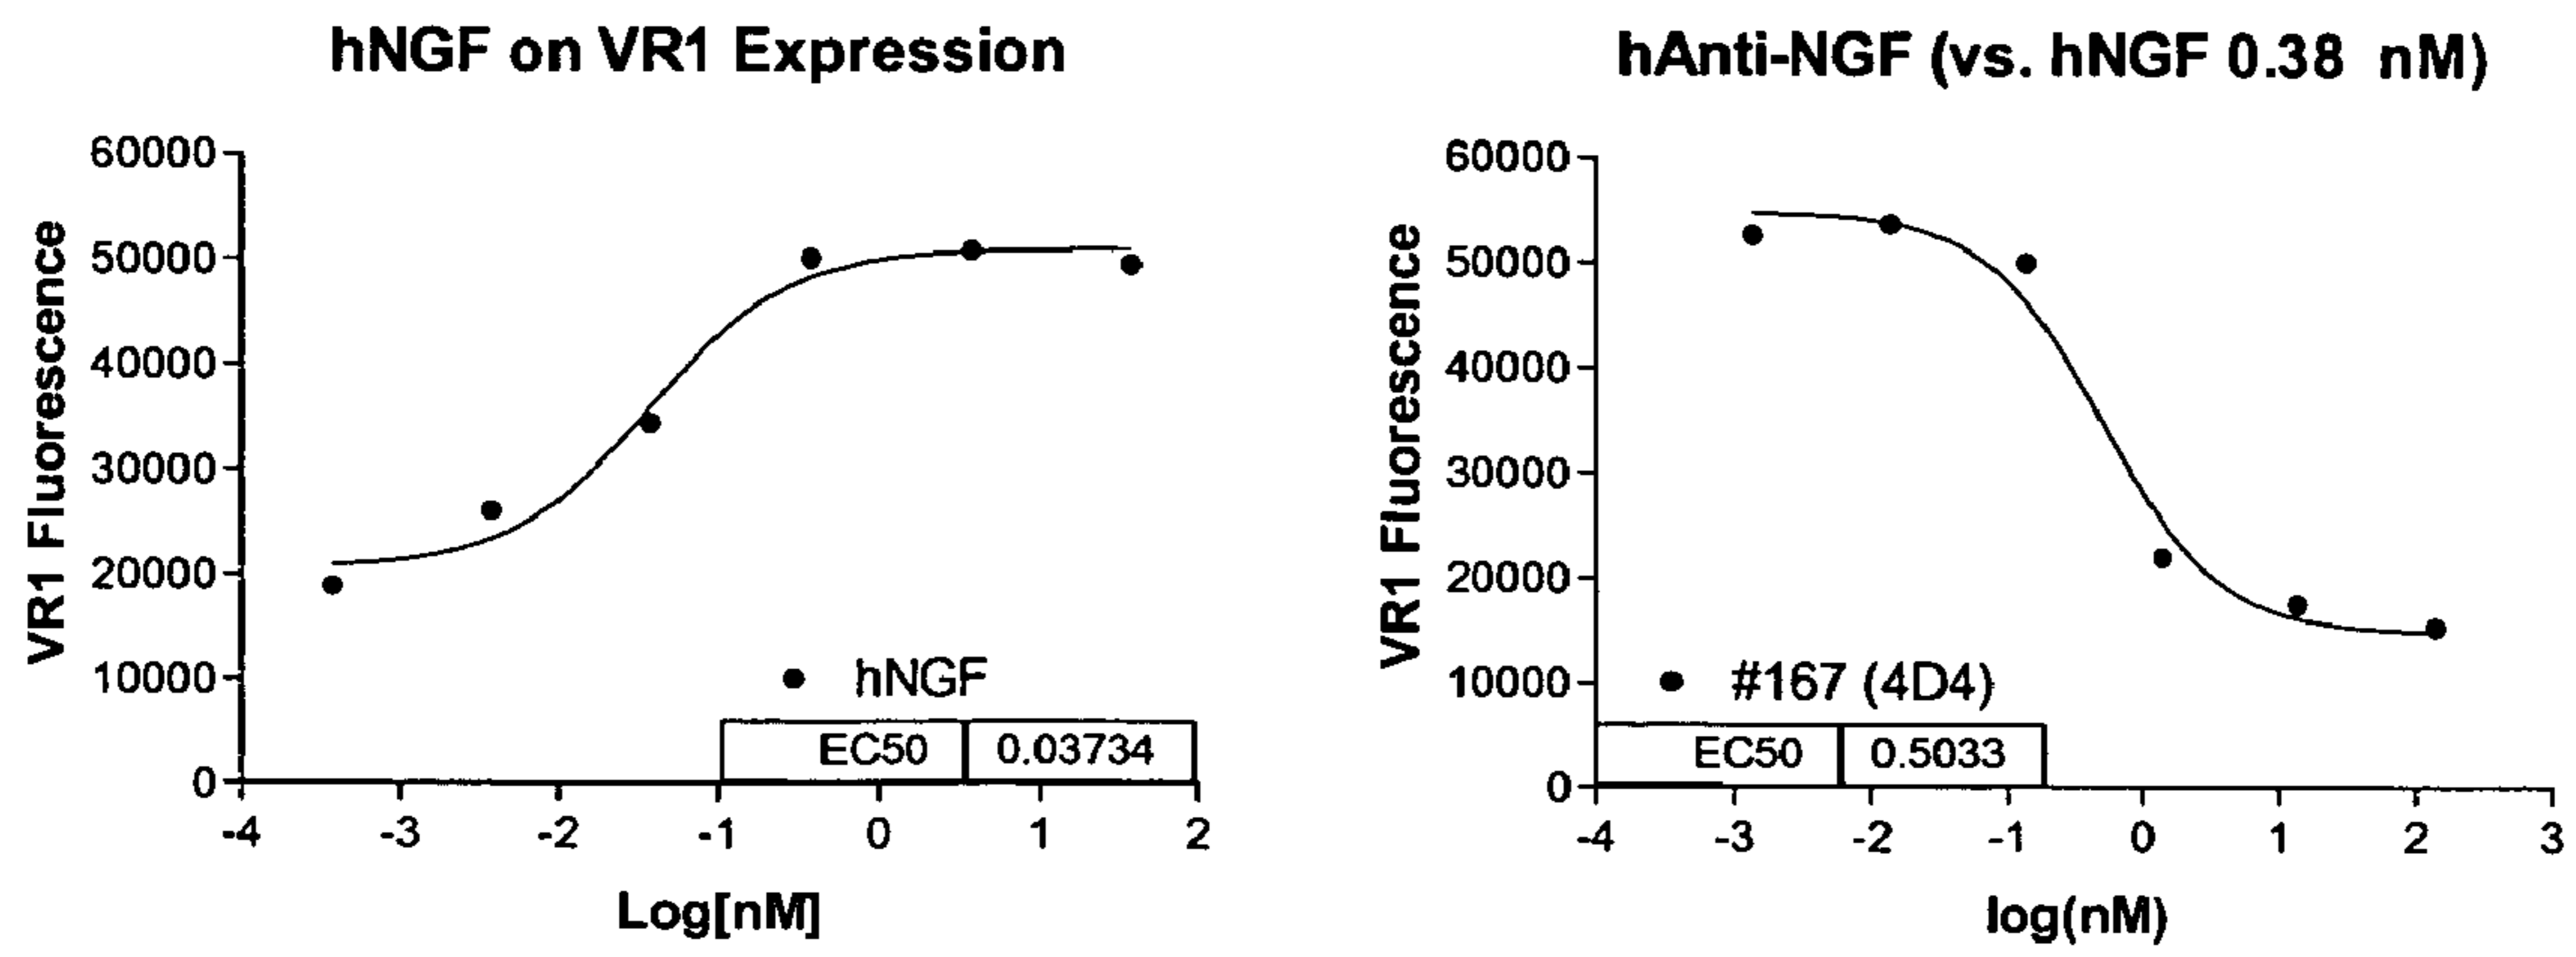 hNGF on VR1 Expression
60000
50000
40000
30000
20000
10000
0
VR1 Fluorescence
hNGF
EC50 0.03734
-4 -3 -2 -1 0 1 2
Log[nM]
hAnti-NGF (vs. hNGF 0.38 nM)
60000
50000
40000
30000
20000
10000
0
VR1 Fluorescence
#167 (4D4)
EC50 0.5033
-4 -3 -2 -1 0 1 2 3
log(nM)